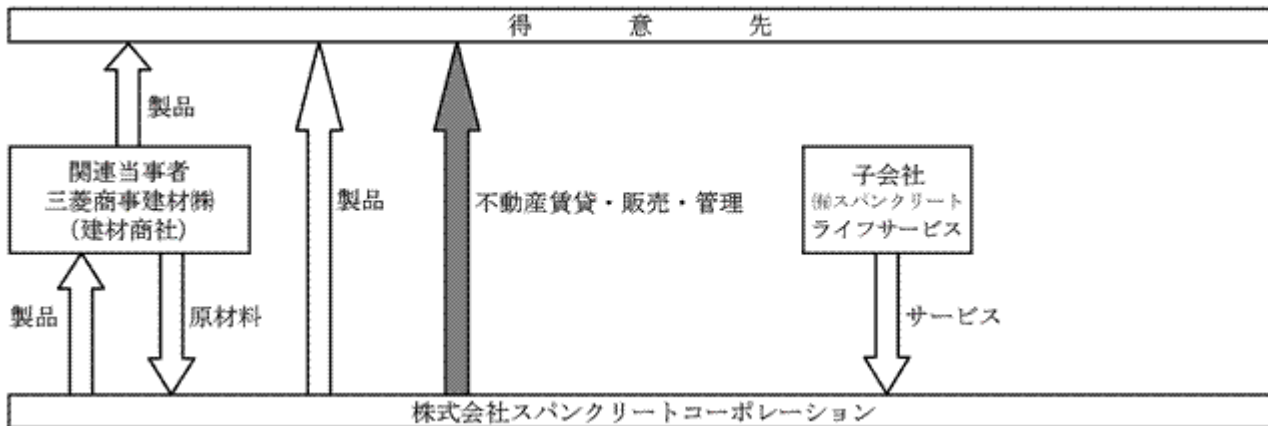 得意先
製品
関連当事者
三菱商事建材㈱
(建材商社)
製品
不動産賃貸・販売・管理
子会社
㈲スパンクリート
ライフサービス
製品
原材料
サービス
株式会社スパンクリートコーポレーション